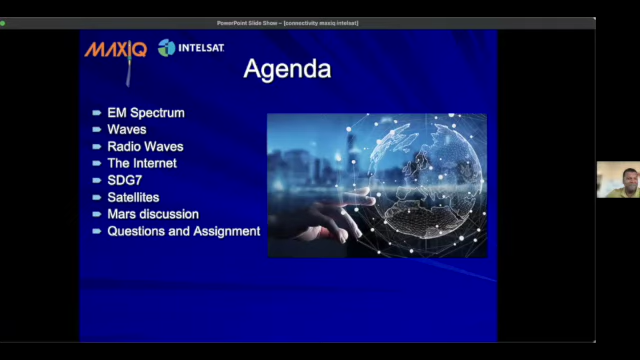 PowerPoint Slide Show - [connectivity maxiq intelsat]
MAXIQ INTELSAT
Agenda
EM Spectrum
Waves
Radio Waves
The Internet
SDG7
Satellites
Mars discussion
Questions and Assignment